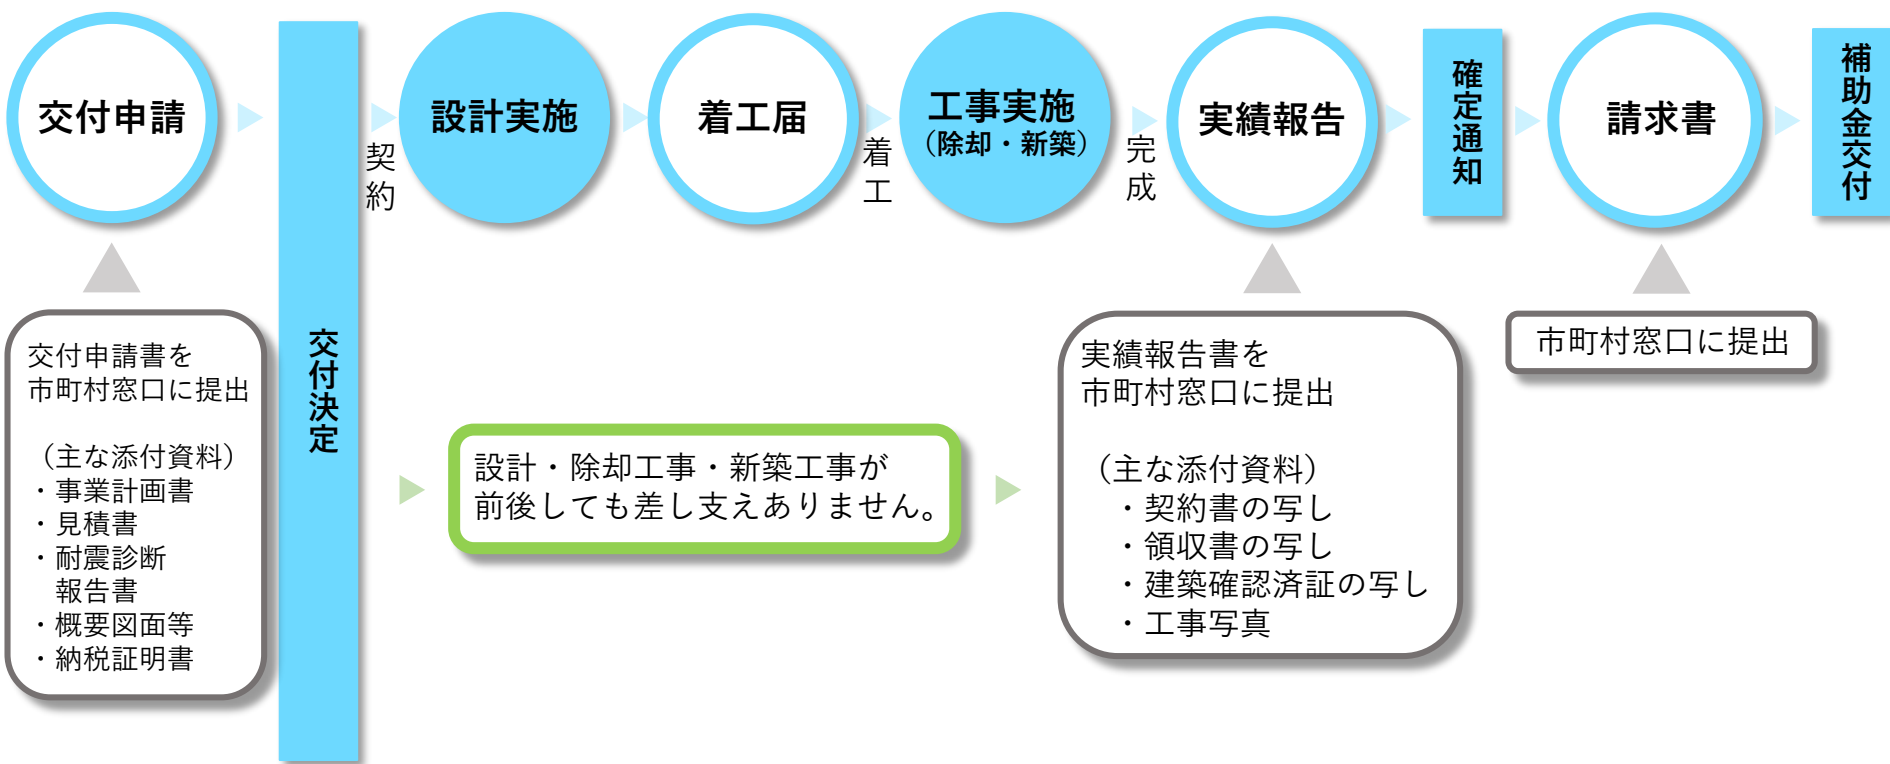 交付申請
交付決定
契約
設計実施
着工届
着工
工事実施
（除却・新築）
完成
実績報告
確定通知
請求書
補助金交付
交付申請書を
市町村窓口に提出
（主な添付資料）
・事業計画書
・見積書
・耐震診断
報告書
・概要図面等
・納税証明書
設計・除却工事・新築工事が
前後しても差し支えありません。
実績報告書を
市町村窓口に提出
（主な添付資料）
・契約書の写し
・領収書の写し
・建築確認済証の写し
・工事写真
市町村窓口に提出